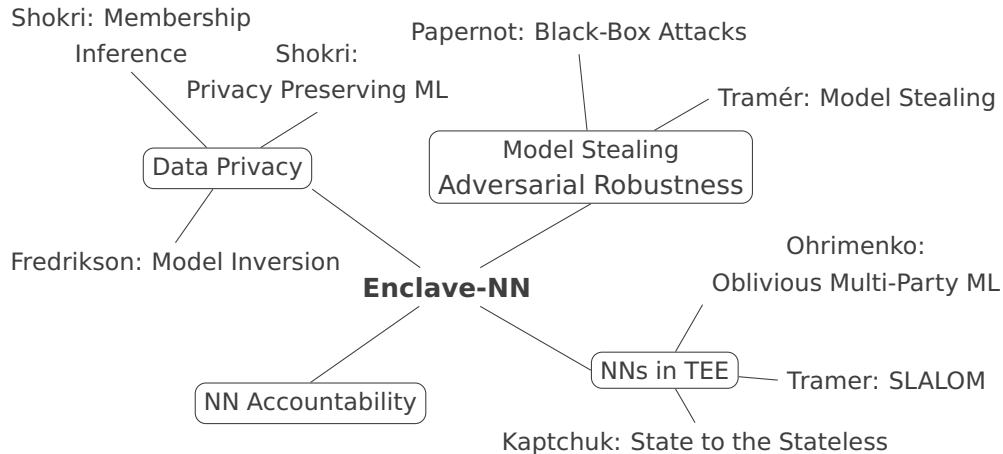 Shokri: Membership
Inference
Shokri:
Privacy Preserving ML
Papernot: Black-Box Attacks
Tramér: Model Stealing
Data Privacy
Model Stealing
Adversarial Robustness
Fredrikson: Model Inversion
Enclave-NN
Ohrimenko:
Oblivious Multi-Party ML
NN Accountability
NNs in TEE
Tramer: SLALOM
Kaptchuk: State to the Stateless